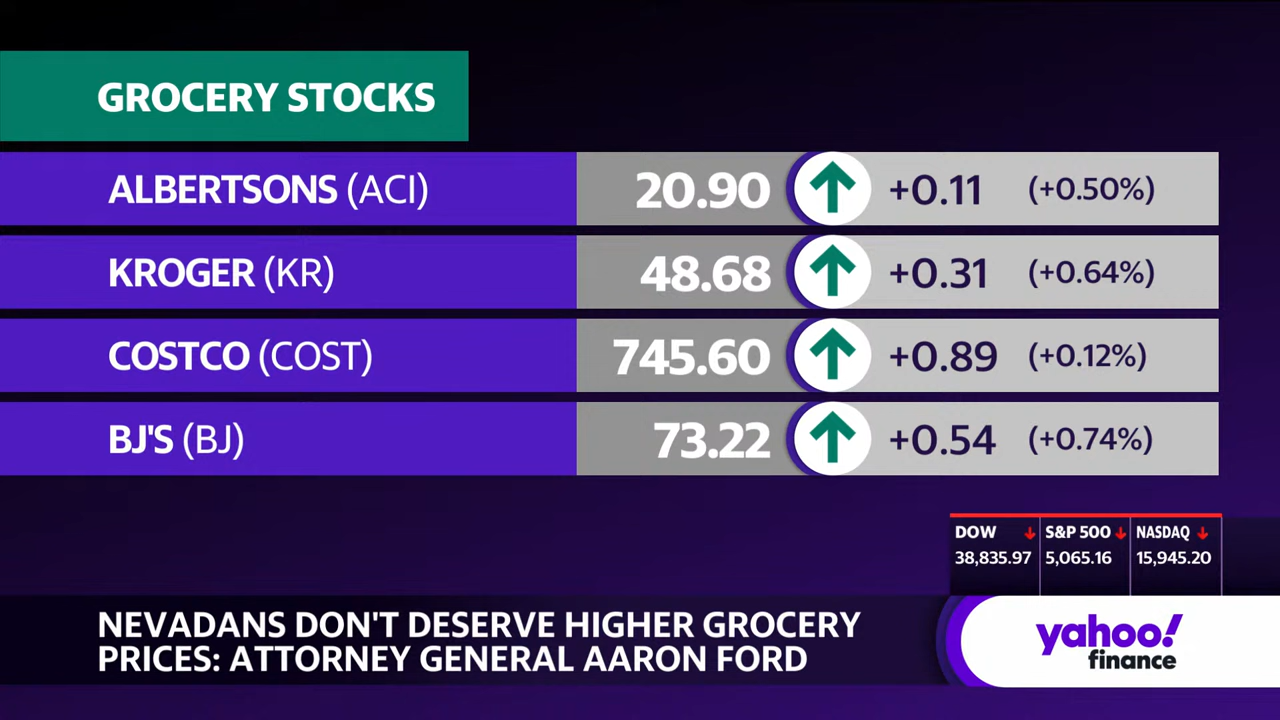 GROCERY STOCKS
ALBERTSONS (ACI) 20.90 +0.11 (+0.50%)
KROGER (KR) 48.68 +0.31 (+0.64%)
COSTCO (COST) 745.60 +0.89 (+0.12%)
BJ'S (BJ) 73.22 +0.54 (+0.74%)
DOW S&P 500 NASDAQ
38,835.97 5,065.16 15,945.20
NEVADANS DON'T DESERVE HIGHER GROCERY
PRICES: ATTORNEY GENERAL AARON FORD
yahoo!
finance